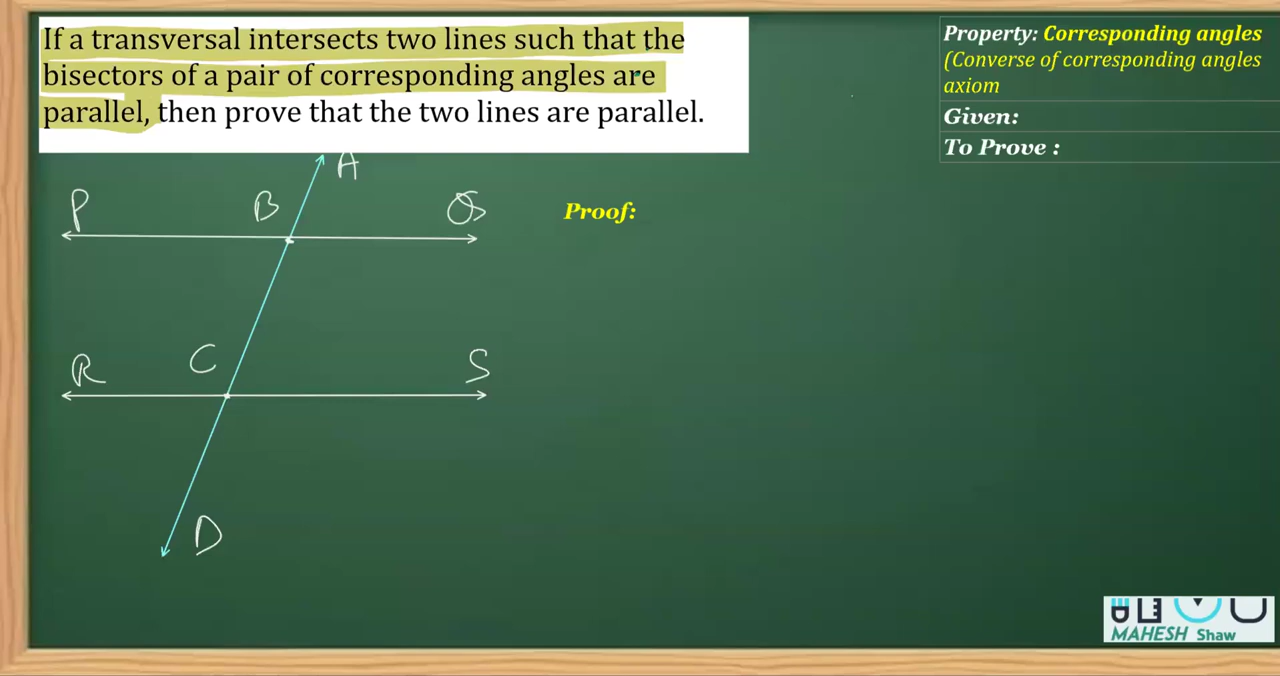 If a transversal intersects two lines such that the
bisectors of a pair of corresponding angles are
parallel, then prove that the two lines are parallel.
Property: Corresponding angles
(Converse of corresponding angles
axiom
Given:
To Prove :
A
P B Q
Proof:
R C S
D
MAHESH Shaw